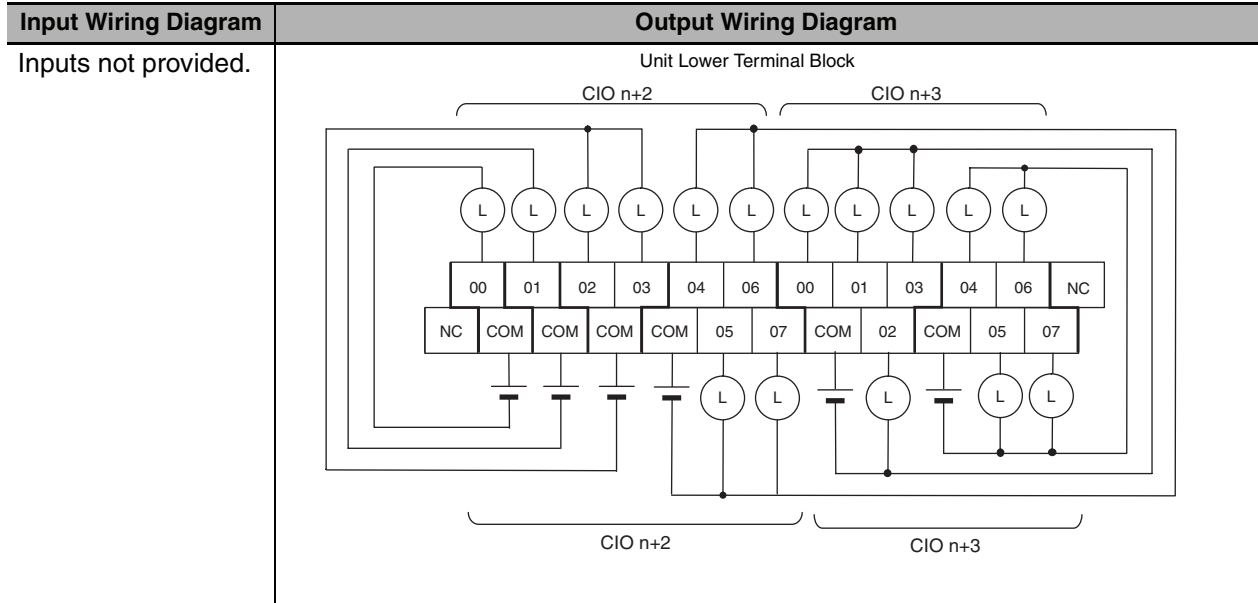 Input Wiring Diagram Output Wiring Diagram
Inputs not provided.
Unit Lower Terminal Block
CIO n+2 CIO n+3
L L L L L L L L L L L
00 01 02 03 04 06 00 01 03 04 06 NC
NC COM COM COM COM 05 07 COM 02 COM 05 07
L L L L L
CIO n+2 CIO n+3